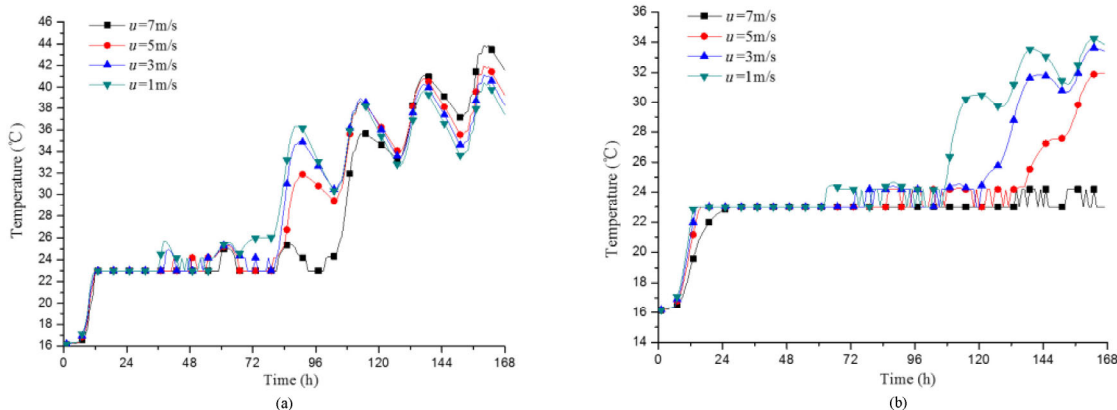 46
44
42
40
38
36
34
32
30
28
26
24
22
20
18
16
Temperature (℃)
u=7m/s
u=5m/s
u=3m/s
u=1m/s
0 24 48 72 96 120 144 168
Time (h)
(a)
36
34
32
30
28
26
24
22
20
18
16
14
Temperature (℃)
u=7m/s
u=5m/s
u=3m/s
u=1m/s
0 24 48 72 96 120 144 168
Time (h)
(b)